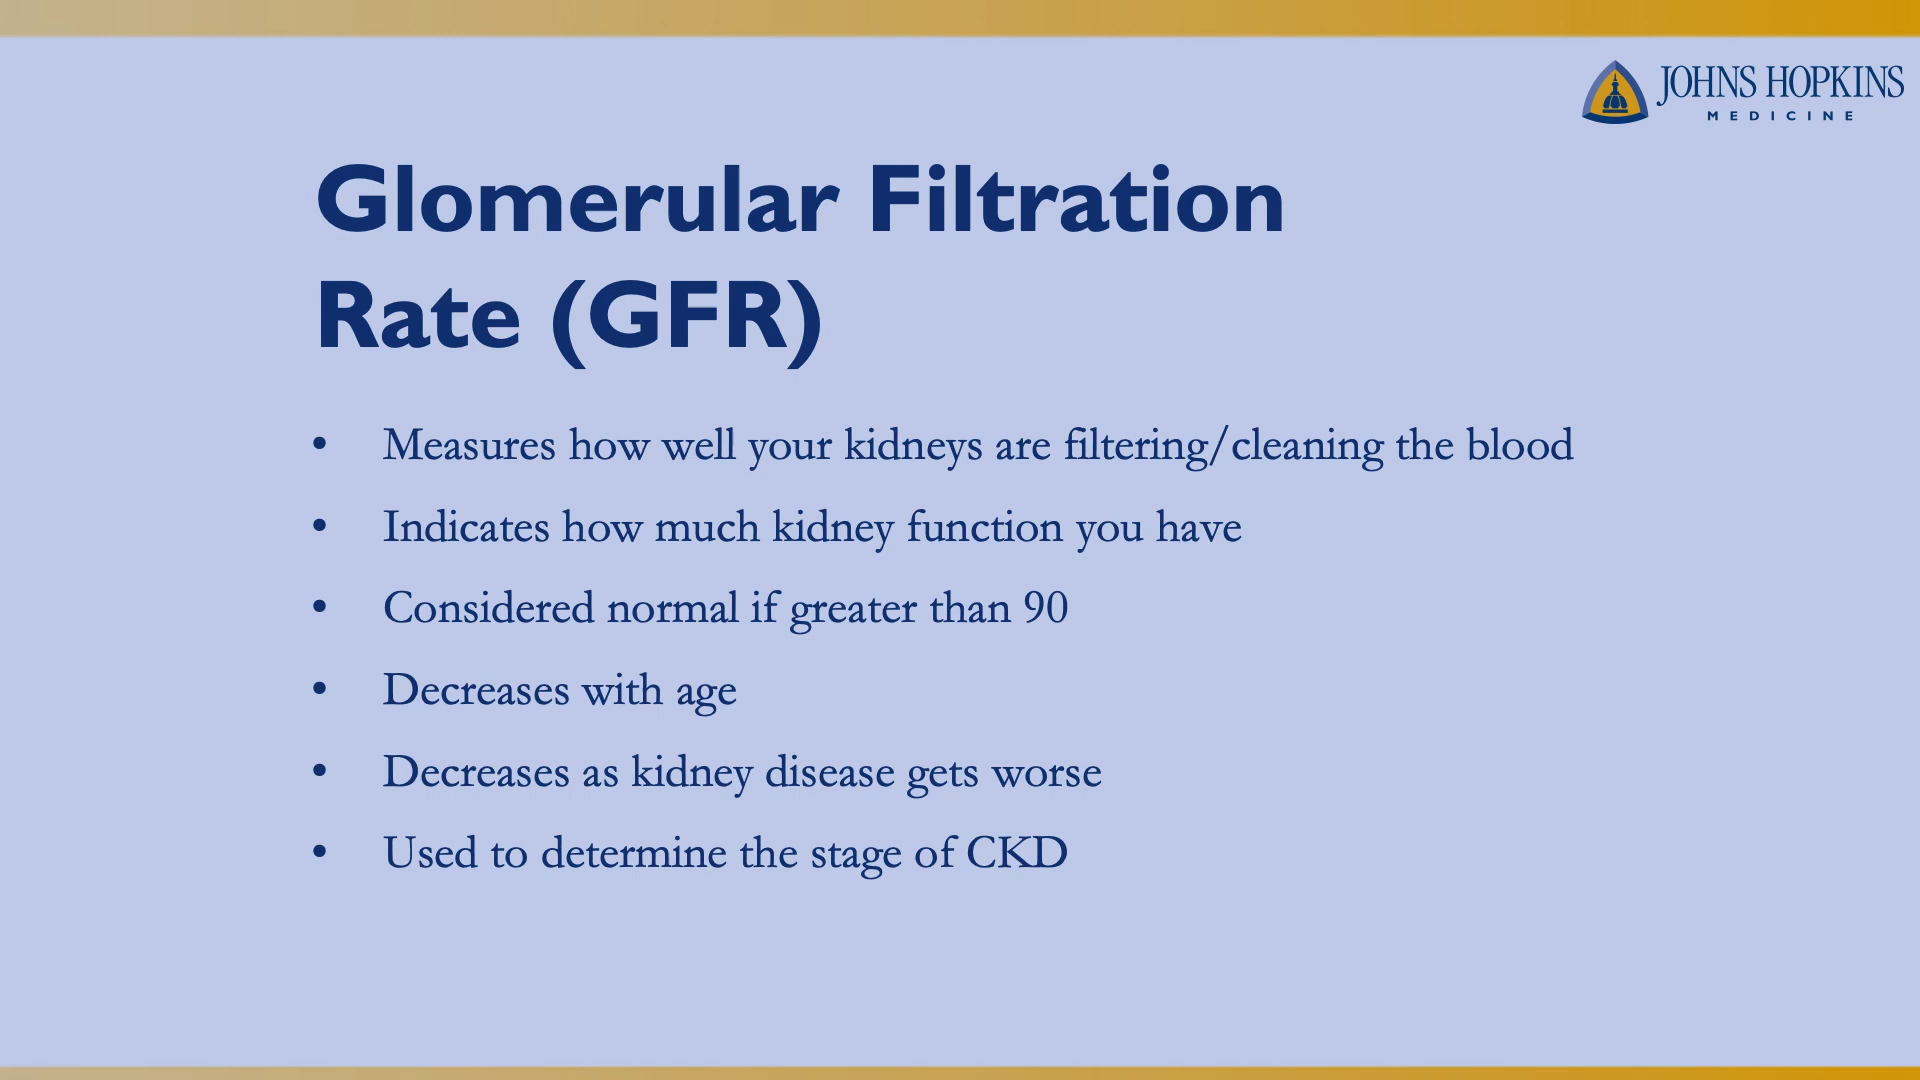 JOHNS HOPKINS
MEDICINE
Glomerular Filtration
Rate (GFR)
• Measures how well your kidneys are filtering/cleaning the blood
• Indicates how much kidney function you have
• Considered normal if greater than 90
• Decreases with age
• Decreases as kidney disease gets worse
• Used to determine the stage of CKD